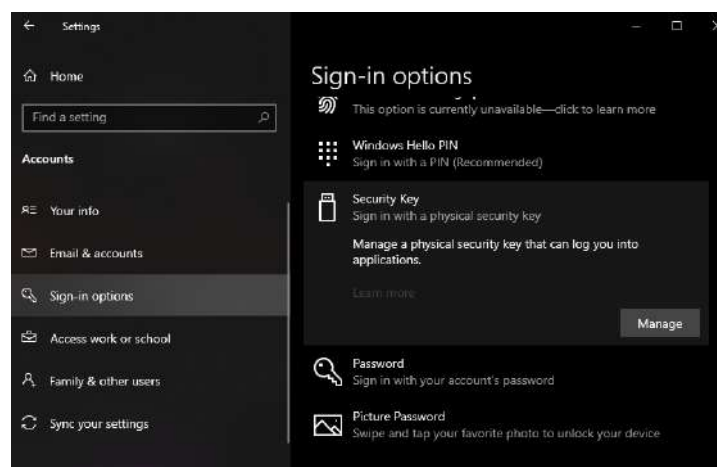 Settings
Home
Find a setting
Accounts
Your info
Email & accounts
Sign-in options
Access work or school
Family & other users
Sync your settings
Sign-in options
This option is currently unavailable—click to learn more
Windows Hello PIN
Sign in with a PIN (Recommended)
Security Key
Sign in with a physical security key
Manage a physical security key that can log you into
applications.
Learn more
Manage
Password
Sign in with your account's password
Picture Password
Swipe and tap your favorite photo to unlock your device